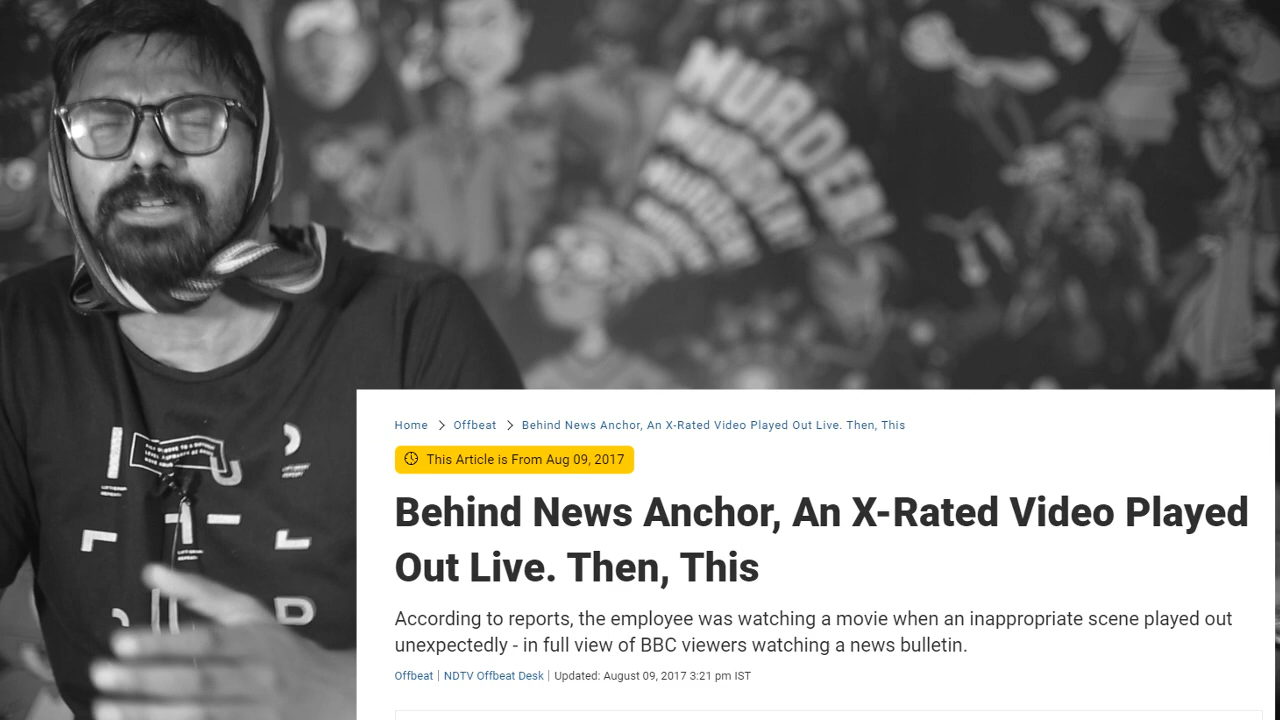 MURDER!
Home > Offbeat > Behind News Anchor, An X-Rated Video Played Out Live. Then, This
This Article is From Aug 09, 2017
Behind News Anchor, An X-Rated Video Played
Out Live. Then, This
According to reports, the employee was watching a movie when an inappropriate scene played out
unexpectedly - in full view of BBC viewers watching a news bulletin.
Offbeat | NDTV Offbeat Desk | Updated: August 09, 2017 3:21 pm IST